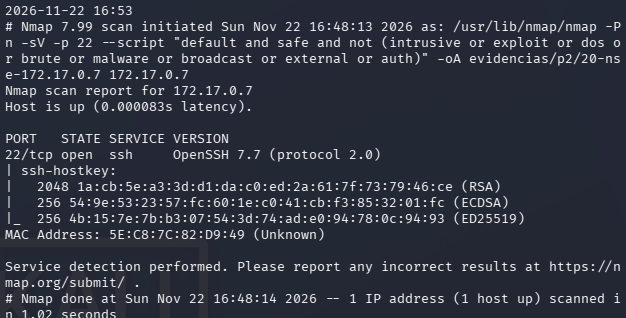 2026-11-22 16:53
# Nmap 7.99 scan initiated Sun Nov 22 16:48:13 2026 as: /usr/lib/nmap/nmap -P
n -sV -p 22 --script "default and safe and not (intrusive or exploit or dos o
r brute or malware or broadcast or external or auth)" -oA evidencias/p2/20-ns
e-172.17.0.7 172.17.0.7
Nmap scan report for 172.17.0.7
Host is up (0.000083s latency).
PORT   STATE SERVICE VERSION
22/tcp open  ssh     OpenSSH 7.7 (protocol 2.0)
| ssh-hostkey:
|   2048 1a:cb:5e:a3:3d:d1:da:c0:ed:2a:61:7f:73:79:46:ce (RSA)
|   256 54:9e:53:23:57:fc:60:1e:c0:41:cb:f3:85:32:01:fc (ECDSA)
|_  256 4b:15:7e:7b:b3:07:54:3d:74:ad:e0:94:78:0c:94:93 (ED25519)
MAC Address: 5E:C8:7C:82:D9:49 (Unknown)
Service detection performed. Please report any incorrect results at https://n
map.org/submit/ .
# Nmap done at Sun Nov 22 16:48:14 2026 -- 1 IP address (1 host up) scanned i
n 1.02 seconds